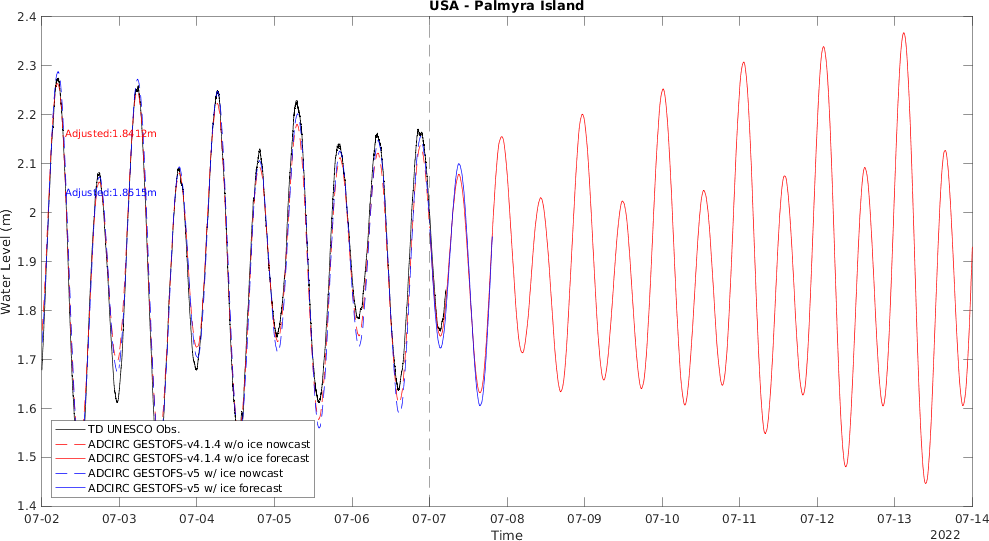 USA - Palmyra Island
2.4
2.3
2.2
2.1
2
1.9
1.8
1.7
1.6
1.5
1.4
Water Level (m)
Adjusted:1.8412m
Adjusted:1.8515m
TD UNESCO Obs.
ADCIRC GESTOFS-v4.1.4 w/o ice nowcast
ADCIRC GESTOFS-v4.1.4 w/o ice forecast
ADCIRC GESTOFS-v5 w/ ice nowcast
ADCIRC GESTOFS-v5 w/ ice forecast
07-02 07-03 07-04 07-05 07-06 07-07 07-08 07-09 07-10 07-11 07-12 07-13 07-14
Time
2022